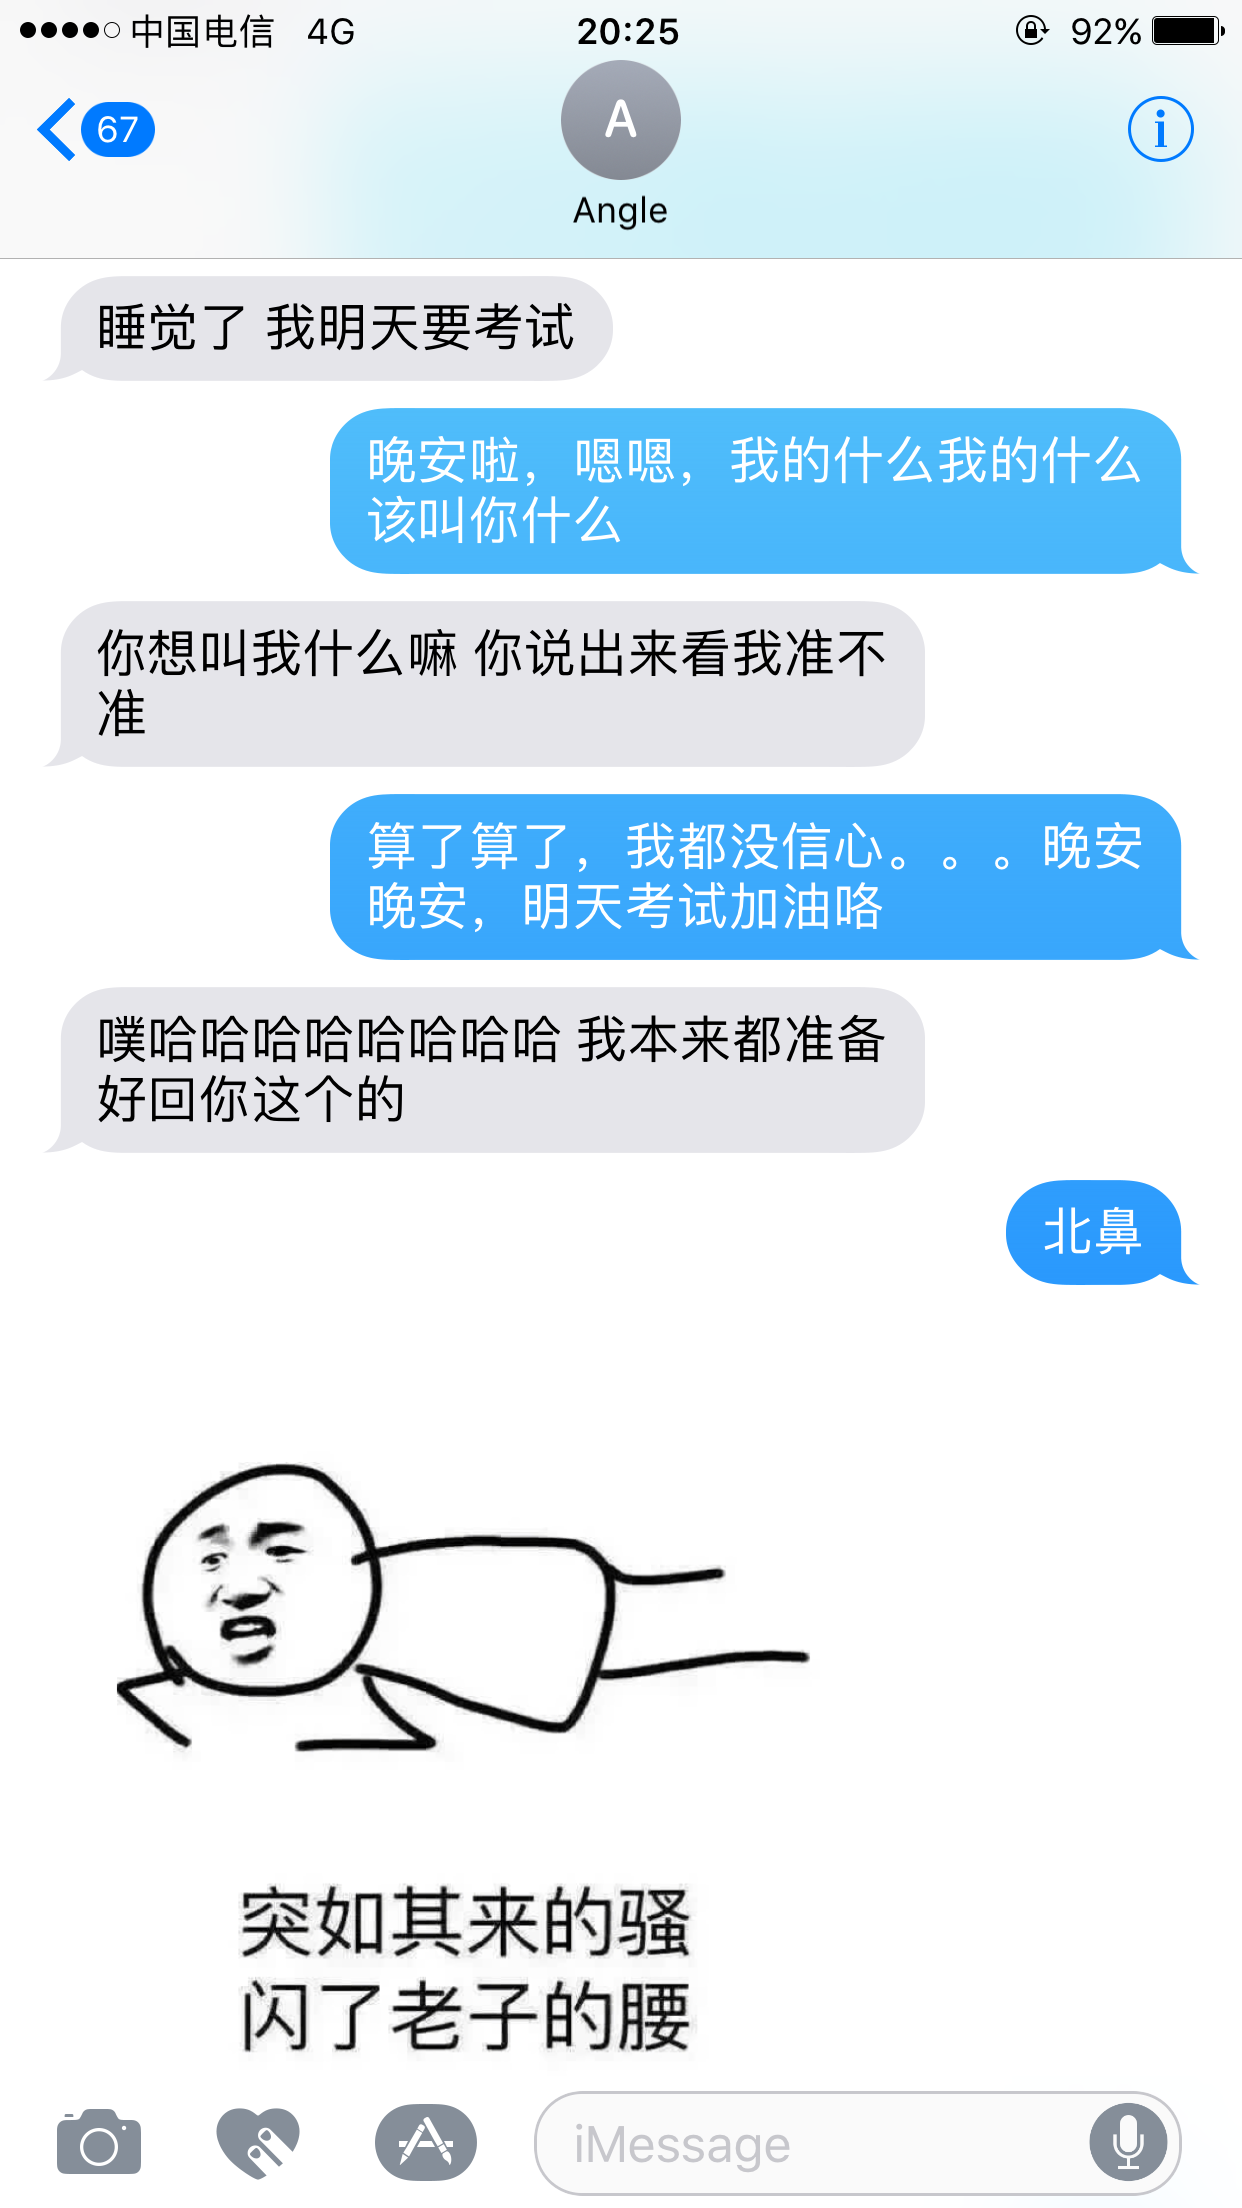 中国电信 4G 20:25 92%
67 A
Angle
睡觉了 我明天要考试
晚安啦，嗯嗯，我的什么我的什么
该叫你什么
你想叫我什么嘛 你说出来看我准不
准
算了算了，我都没信心。。。晚安
晚安，明天考试加油咯
噗哈哈哈哈哈哈哈哈 我本来都准备
好回你这个的
北鼻
突如其来的骚
闪了老子的腰
iMessage